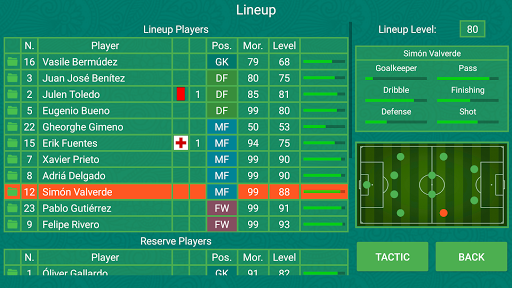 Lineup
Lineup Players
N. Player Pos. Mor. Level
16 Vasile Bermúdez GK 79 68
3 Juan José Benítez DF 80 75
2 Julen Toledo 1 DF 85 81
5 Eugenio Bueno DF 99 80
22 Gheorghe Gimeno MF 50 53
15 Erik Fuentes 1 MF 94 75
7 Xavier Prieto MF 99 90
8 Adriá Delgado MF 99 90
12 Simón Valverde MF 99 88
23 Pablo Gutiérrez FW 99 91
9 Felipe Rivero FW 99 93
Reserve Players
N. Player Pos. Mor. Level
1 Óliver Gallardo GK 91 82
Lineup Level: 80
Simón Valverde
Goalkeeper Pass
Dribble Finishing
Defense Shot
TACTIC BACK